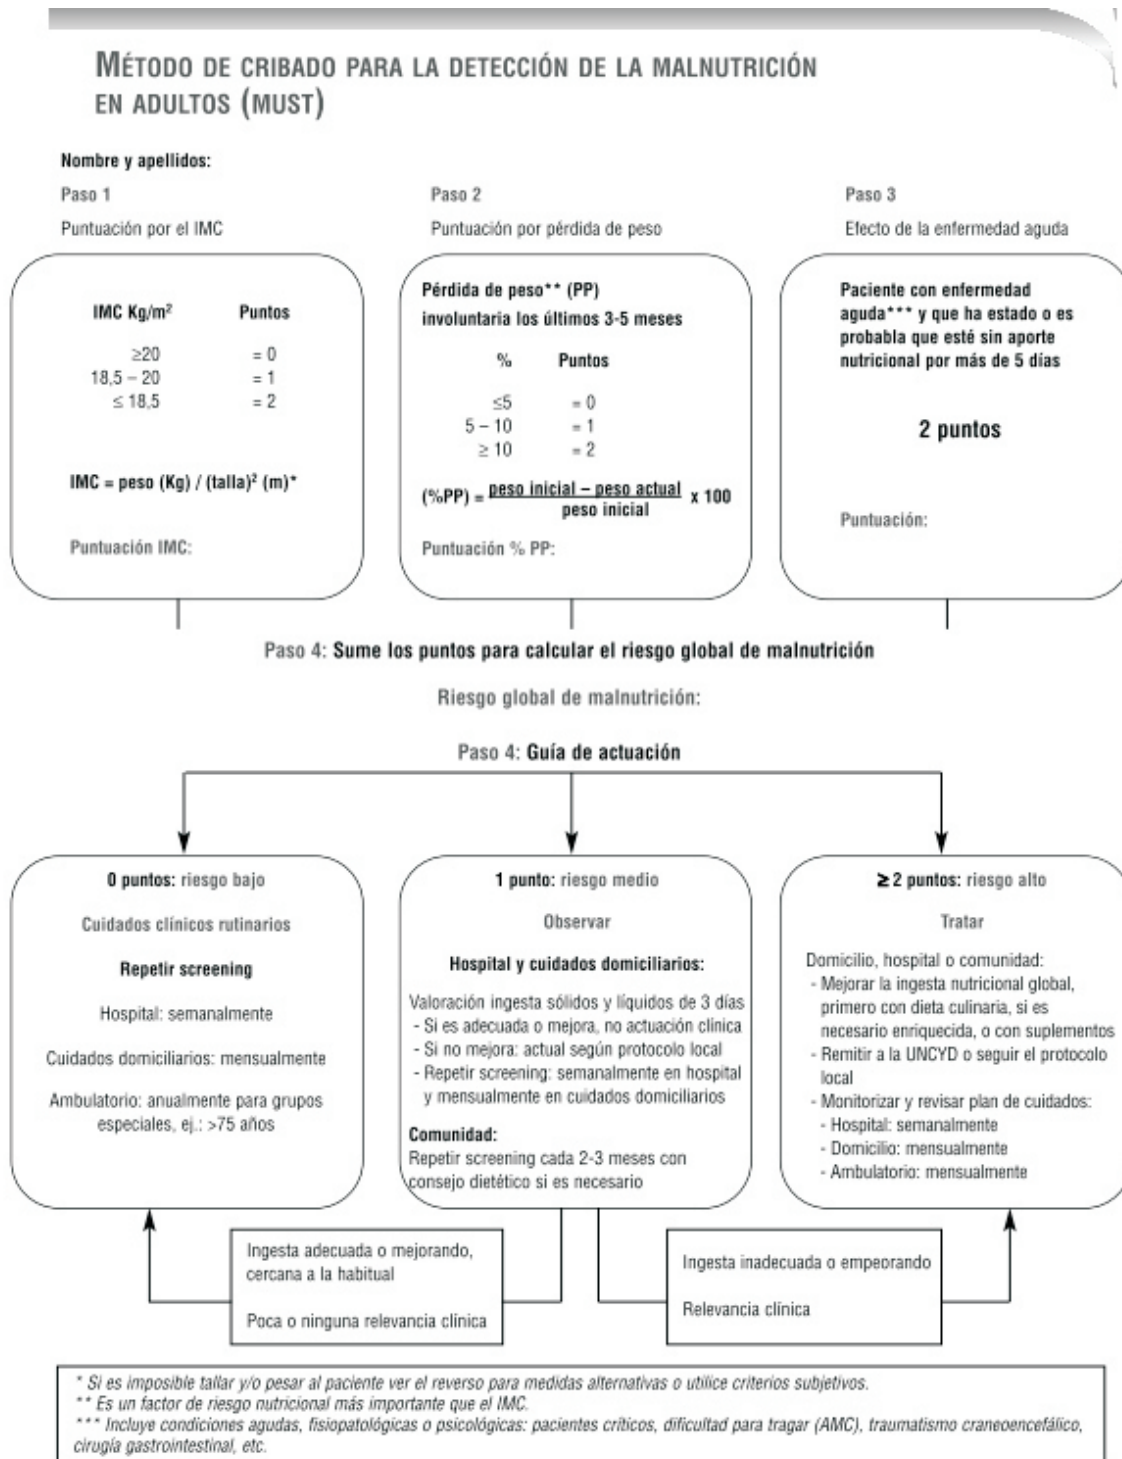 MÉTODO DE CRIBADO PARA LA DETECCIÓN DE LA MALNUTRICIÓN
EN ADULTOS (MUST)
Nombre y apellidos:
Paso 1
Puntuación por el IMC
IMC Kg/m² Puntos
≥20 = 0
18,5 – 20 = 1
≤ 18,5 = 2
IMC = peso (Kg) / (talla)² (m)*
Puntuación IMC:
Paso 2
Puntuación por pérdida de peso
Pérdida de peso** (PP)
involuntaria los últimos 3-5 meses
% Puntos
≤5 = 0
5 – 10 = 1
≥ 10 = 2
(%PP) = peso inicial – peso actual x 100
peso inicial
Puntuación % PP:
Paso 3
Efecto de la enfermedad aguda
Paciente con enfermedad
aguda*** y que ha estado o es
probabla que esté sin aporte
nutricional por más de 5 días
2 puntos
Puntuación:
Paso 4: Sume los puntos para calcular el riesgo global de malnutrición
Riesgo global de malnutrición:
Paso 4: Guía de actuación
0 puntos: riesgo bajo
Cuidados clínicos rutinarios
Repetir screening
Hospital: semanalmente
Cuidados domiciliarios: mensualmente
Ambulatorio: anualmente para grupos
especiales, ej.: >75 años
1 punto: riesgo medio
Observar
Hospital y cuidados domiciliarios:
Valoración ingesta sólidos y líquidos de 3 días
- Si es adecuada o mejora, no actuación clínica
- Si no mejora: actual según protocolo local
- Repetir screening: semanalmente en hospital
y mensualmente en cuidados domiciliarios
Comunidad:
Repetir screening cada 2-3 meses con
consejo dietético si es necesario
≥ 2 puntos: riesgo alto
Tratar
Domicilio, hospital o comunidad:
- Mejorar la ingesta nutricional global,
primero con dieta culinaria, si es
necesario enriquecida, o con suplementos
- Remitir a la UNCYD o seguir el protocolo
local
- Monitorizar y revisar plan de cuidados:
- Hospital: semanalmente
- Domicilio: mensualmente
- Ambulatorio: mensualmente
Ingesta adecuada o mejorando,
cercana a la habitual
Poca o ninguna relevancia clínica
Ingesta inadecuada o empeorando
Relevancia clínica
* Si es imposible tallar y/o pesar al paciente ver el reverso para medidas alternativas o utilice criterios subjetivos.
** Es un factor de riesgo nutricional más importante que el IMC.
*** Incluye condiciones agudas, fisiopatológicas o psicológicas: pacientes críticos, dificultad para tragar (AMC), traumatismo craneoencefálico,
cirugía gastrointestinal, etc.